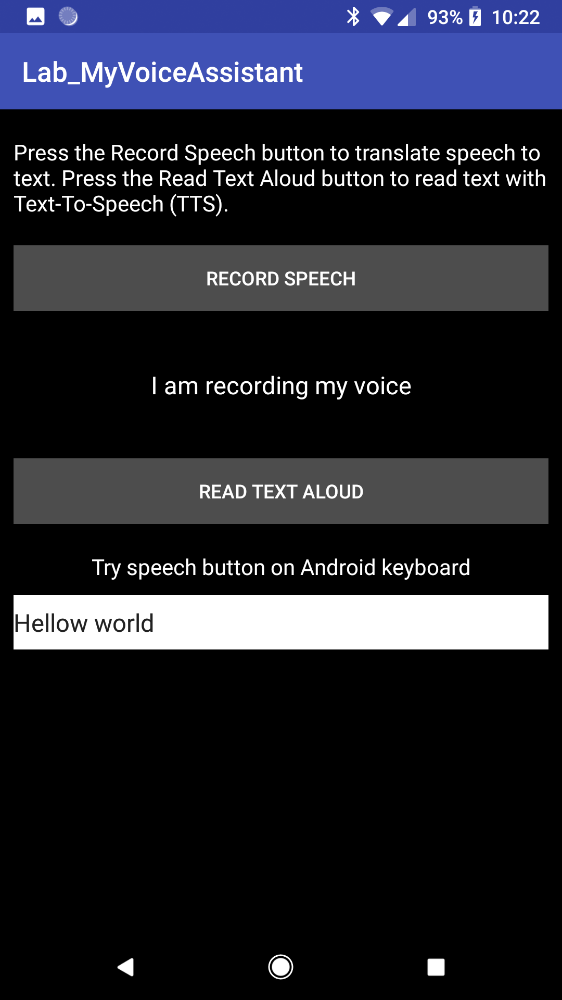 93% 10:22
Lab_MyVoiceAssistant
Press the Record Speech button to translate speech to
text. Press the Read Text Aloud button to read text with
Text-To-Speech (TTS).
RECORD SPEECH
I am recording my voice
READ TEXT ALOUD
Try speech button on Android keyboard
Hellow world